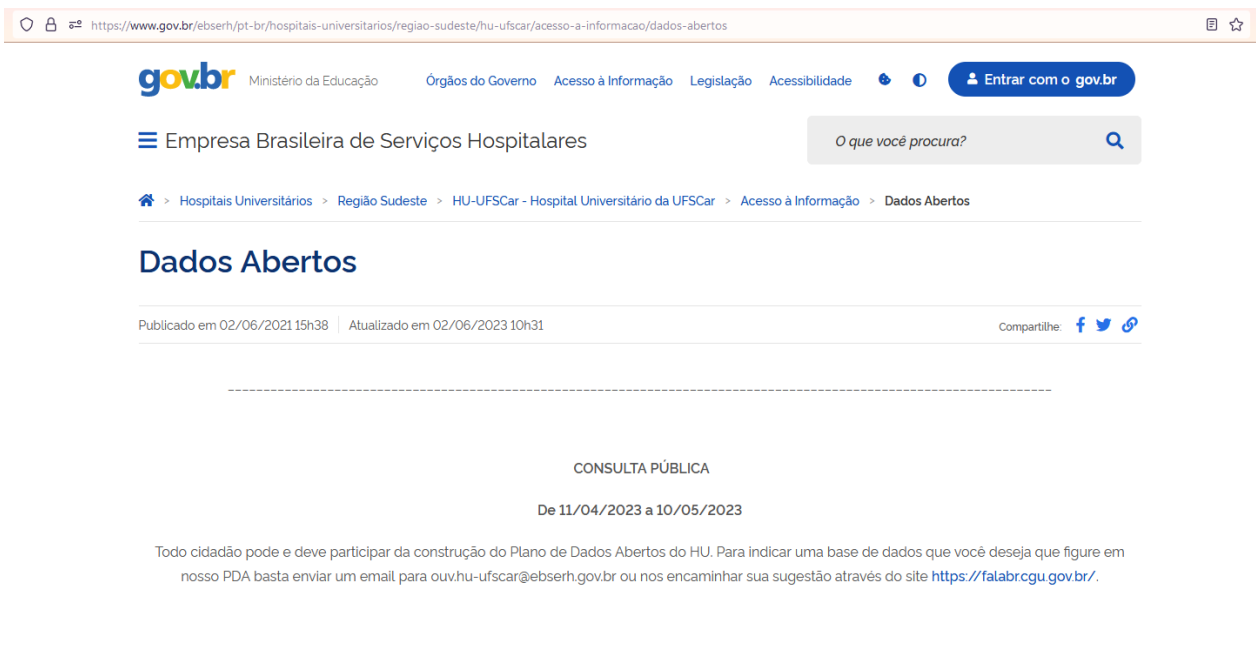 https://www.gov.br/ebserh/pt-br/hospitais-universitarios/regiao-sudeste/hu-ufscar/acesso-a-informacao/dados-abertos
gov.br Ministério da Educação Órgãos do Governo Acesso à Informação Legislação Acessibilidade Entrar com o gov.br
Empresa Brasileira de Serviços Hospitalares O que você procura?
> Hospitais Universitários > Região Sudeste > HU-UFSCar - Hospital Universitário da UFSCar > Acesso à Informação > Dados Abertos
Dados Abertos
Publicado em 02/06/2021 15h38 Atualizado em 02/06/2023 10h31 Compartilhe:
CONSULTA PÚBLICA
De 11/04/2023 a 10/05/2023
Todo cidadão pode e deve participar da construção do Plano de Dados Abertos do HU. Para indicar uma base de dados que você deseja que figure em
nosso PDA basta enviar um email para ouv.hu-ufscar@ebserh.gov.br ou nos encaminhar sua sugestão através do site https://falabr.cgu.gov.br/.